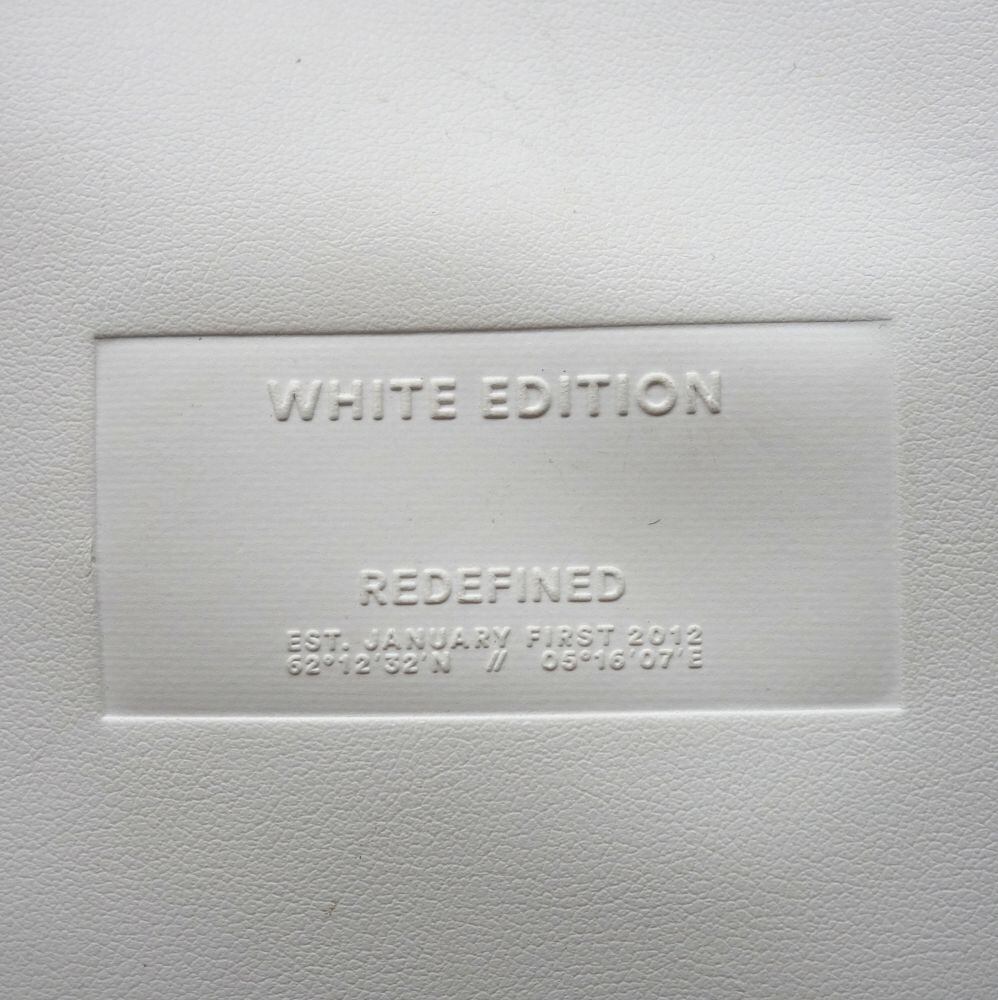 WHITE EDITION
REDEFINED
EST. JANUARY FIRST 2012
62°12'32'N // 05°16'07'E